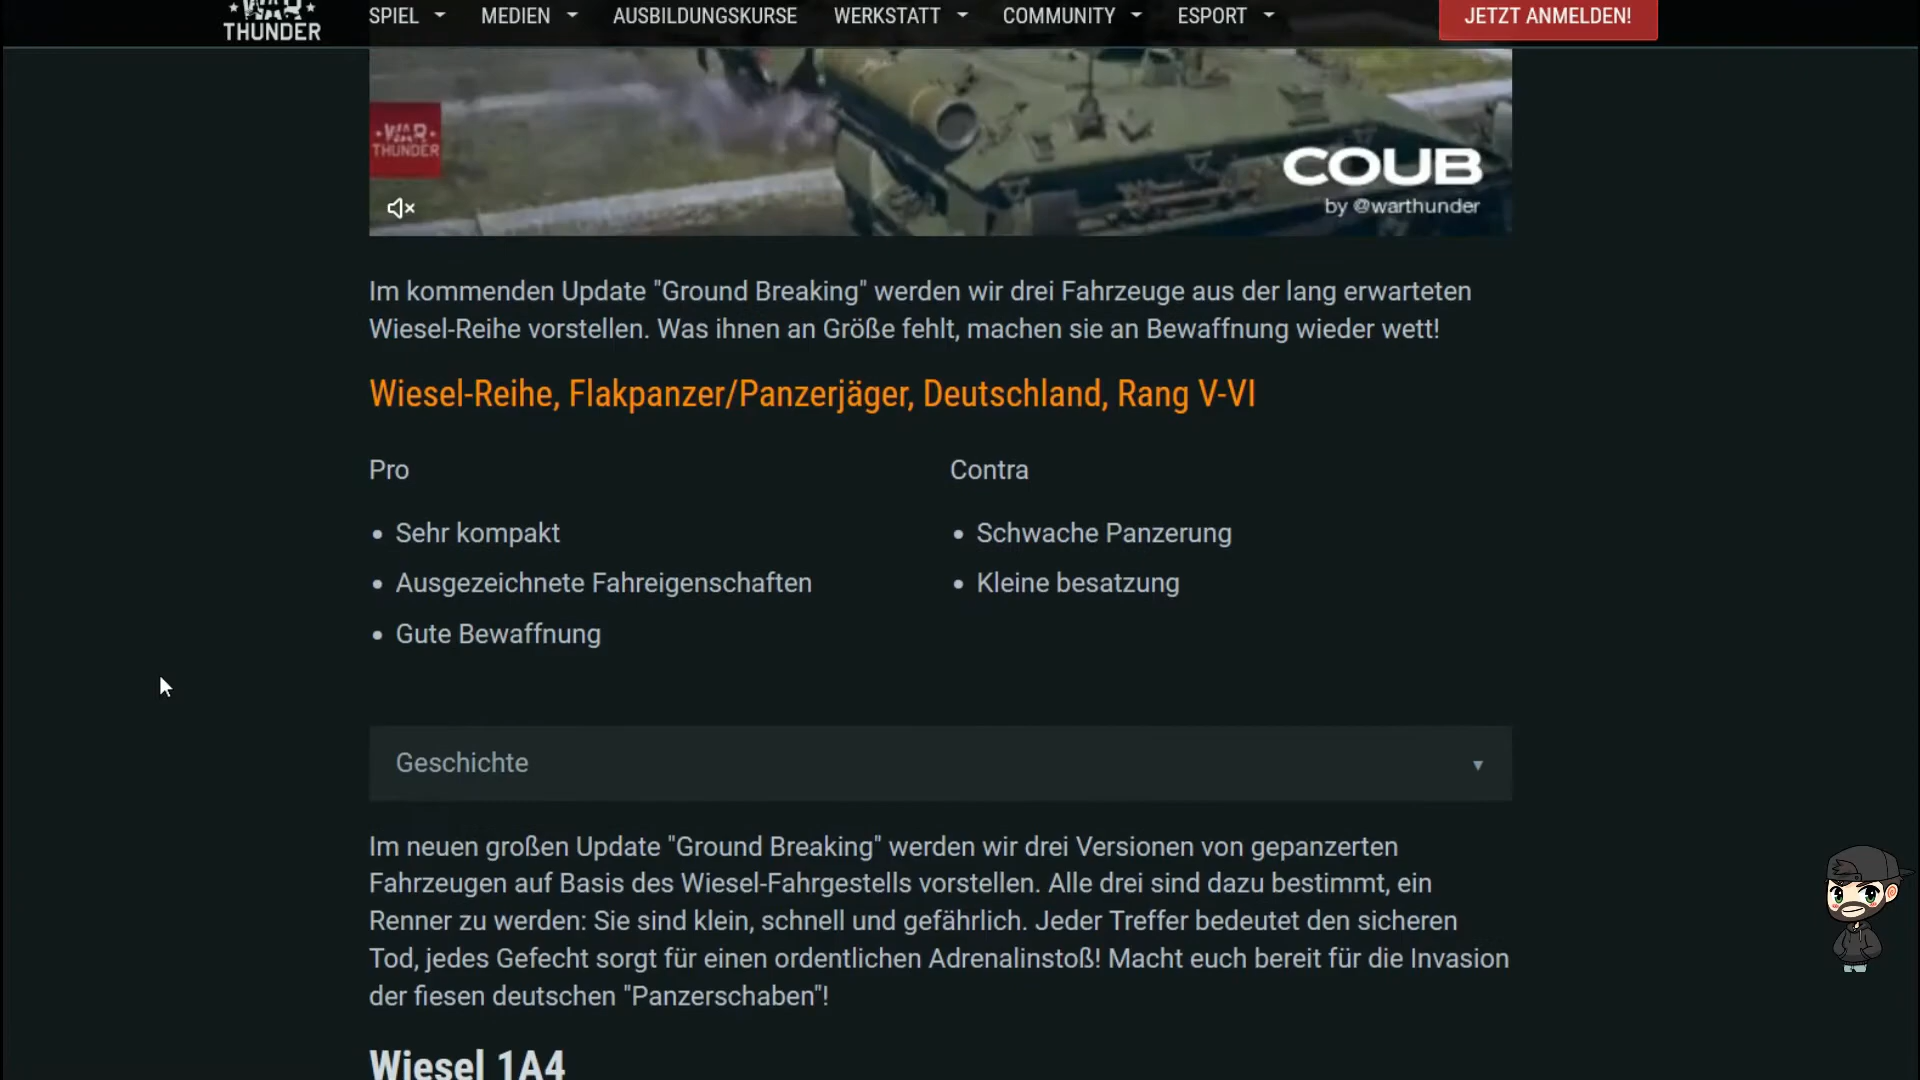 WAR
THUNDER
SPIEL
MEDIEN
AUSBILDUNGSKURSE
WERKSTATT
COMMUNITY
ESPORT
JETZT ANMELDEN!
WAR
THUNDER
COUB
by @warthunder
Im kommenden Update "Ground Breaking" werden wir drei Fahrzeuge aus der lang erwarteten
Wiesel-Reihe vorstellen. Was ihnen an Größe fehlt, machen sie an Bewaffnung wieder wett!
Wiesel-Reihe, Flakpanzer/Panzerjäger, Deutschland, Rang V-VI
Pro
• Sehr kompakt
• Ausgezeichnete Fahreigenschaften
• Gute Bewaffnung
Contra
• Schwache Panzerung
• Kleine besatzung
Geschichte
Im neuen großen Update "Ground Breaking" werden wir drei Versionen von gepanzerten
Fahrzeugen auf Basis des Wiesel-Fahrgestells vorstellen. Alle drei sind dazu bestimmt, ein
Renner zu werden: Sie sind klein, schnell und gefährlich. Jeder Treffer bedeutet den sicheren
Tod, jedes Gefecht sorgt für einen ordentlichen Adrenalinstoß! Macht euch bereit für die Invasion
der fiesen deutschen "Panzerschaben"!
Wiesel 1A4